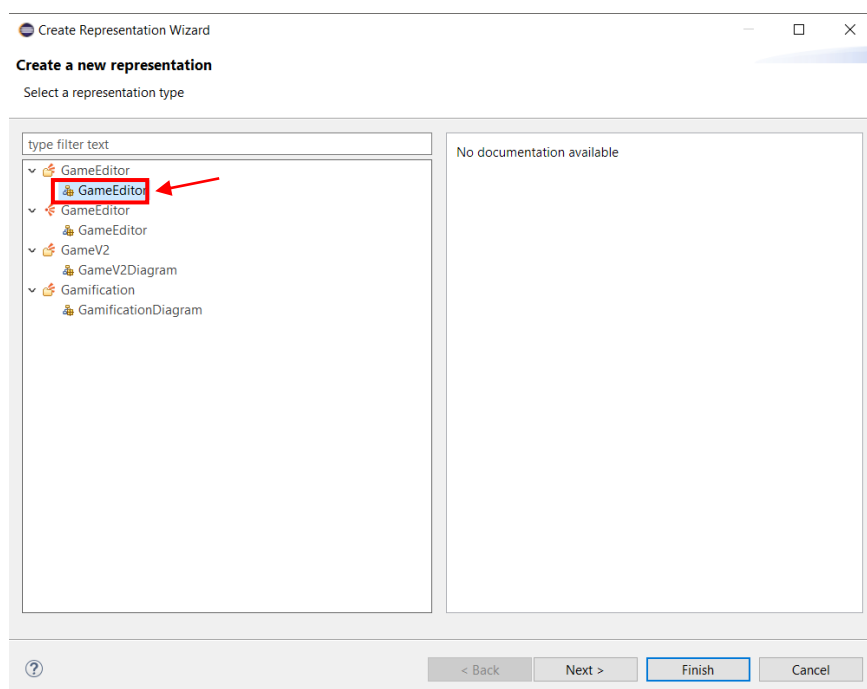 Create Representation Wizard
Create a new representation
Select a representation type
type filter text
GameEditor
GameEditor
GameEditor
GameEditor
GameV2
GameV2Diagram
Gamification
GamificationDiagram
No documentation available
?
< Back Next > Finish Cancel